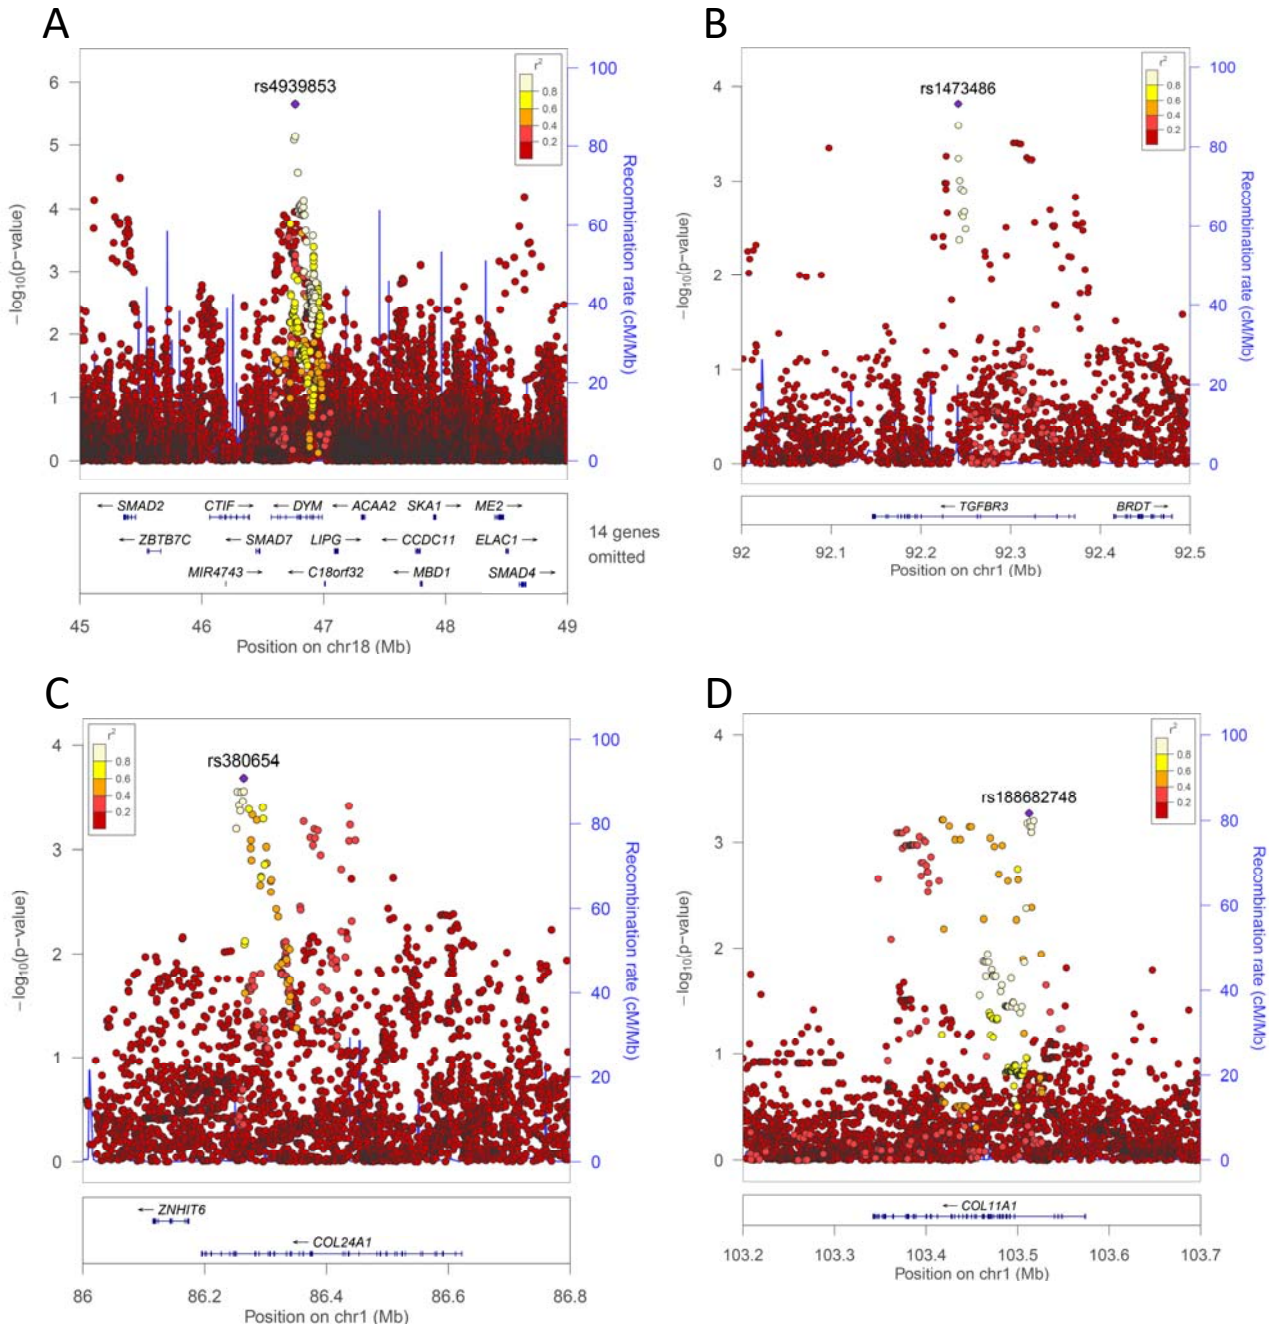 A
rs4939853
r2
0.8
0.6
0.4
0.2
6
5
4
3
2
1
0
−log10(p−value)
100
80
60
40
20
0
Recombination rate (cM/Mb)
← SMAD2
CTIF →
← DYM
← ACAA2
SKA1 →
ME2 →
← ZBTB7C
← SMAD7
LIPG →
← CCDC11
ELAC1 →
MIR4743 →
← C18orf32
← MBD1
SMAD4 →
14 genes
omitted
45
46
47
48
49
Position on chr18 (Mb)
B
rs1473486
r2
0.8
0.6
0.4
0.2
4
3
2
1
0
−log10(p−value)
100
80
60
40
20
0
Recombination rate (cM/Mb)
← TGFBR3
BRDT →
92
92.1
92.2
92.3
92.4
92.5
Position on chr1 (Mb)
C
r2
0.8
0.6
0.4
0.2
rs380654
4
3
2
1
0
−log10(p−value)
100
80
60
40
20
0
Recombination rate (cM/Mb)
← ZNHIT6
← COL24A1
86
86.2
86.4
86.6
86.8
Position on chr1 (Mb)
D
rs188682748
r2
0.8
0.6
0.4
0.2
4
3
2
1
0
−log10(p−value)
100
80
60
40
20
0
Recombination rate (cM/Mb)
← COL11A1
103.2
103.3
103.4
103.5
103.6
103.7
Position on chr1 (Mb)